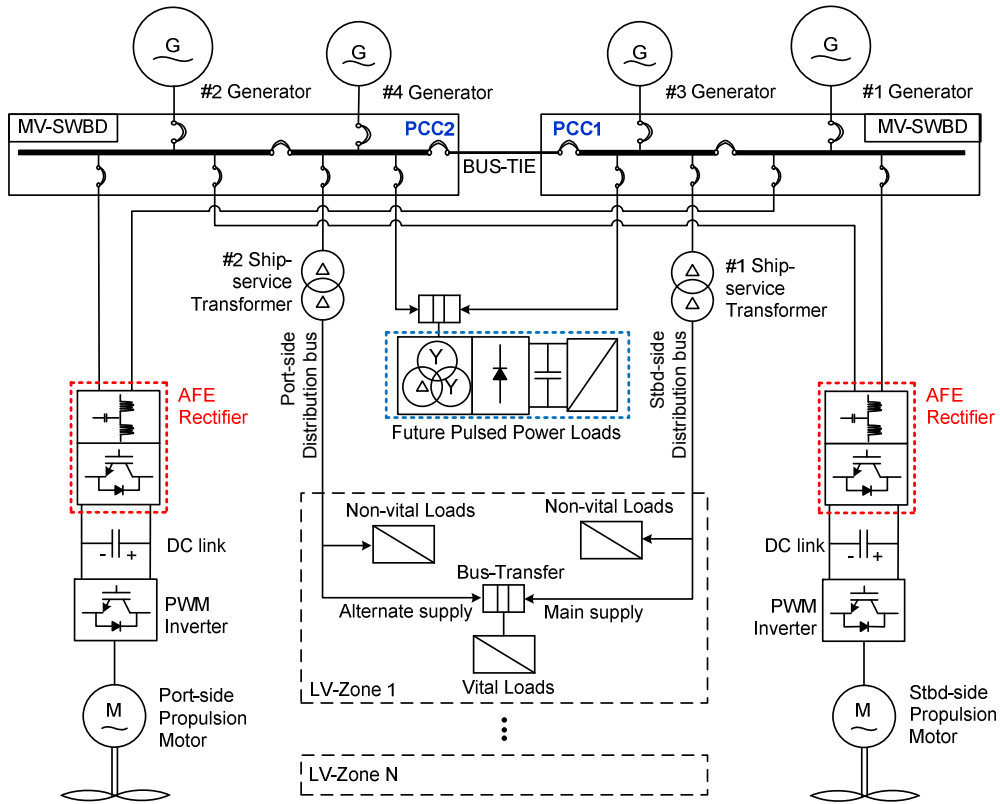 G
G
G
G
#2 Generator
#4 Generator
#3 Generator
#1 Generator
MV-SWBD
PCC2
PCC1
MV-SWBD
BUS-TIE
#2 Ship-
service
Transformer
#1 Ship-
service
Transformer
Δ
Δ
Δ
Δ
Y
Δ
Y
Future Pulsed Power Loads
Port-side
Distribution bus
Stbd-side
Distribution bus
AFE
Rectifier
AFE
Rectifier
Non-vital Loads
Non-vital Loads
DC link
- +
DC link
- +
Bus-Transfer
Alternate supply
Main supply
PWM
Inverter
PWM
Inverter
Vital Loads
LV-Zone 1
M
Port-side
Propulsion
Motor
M
Stbd-side
Propulsion
Motor
LV-Zone N